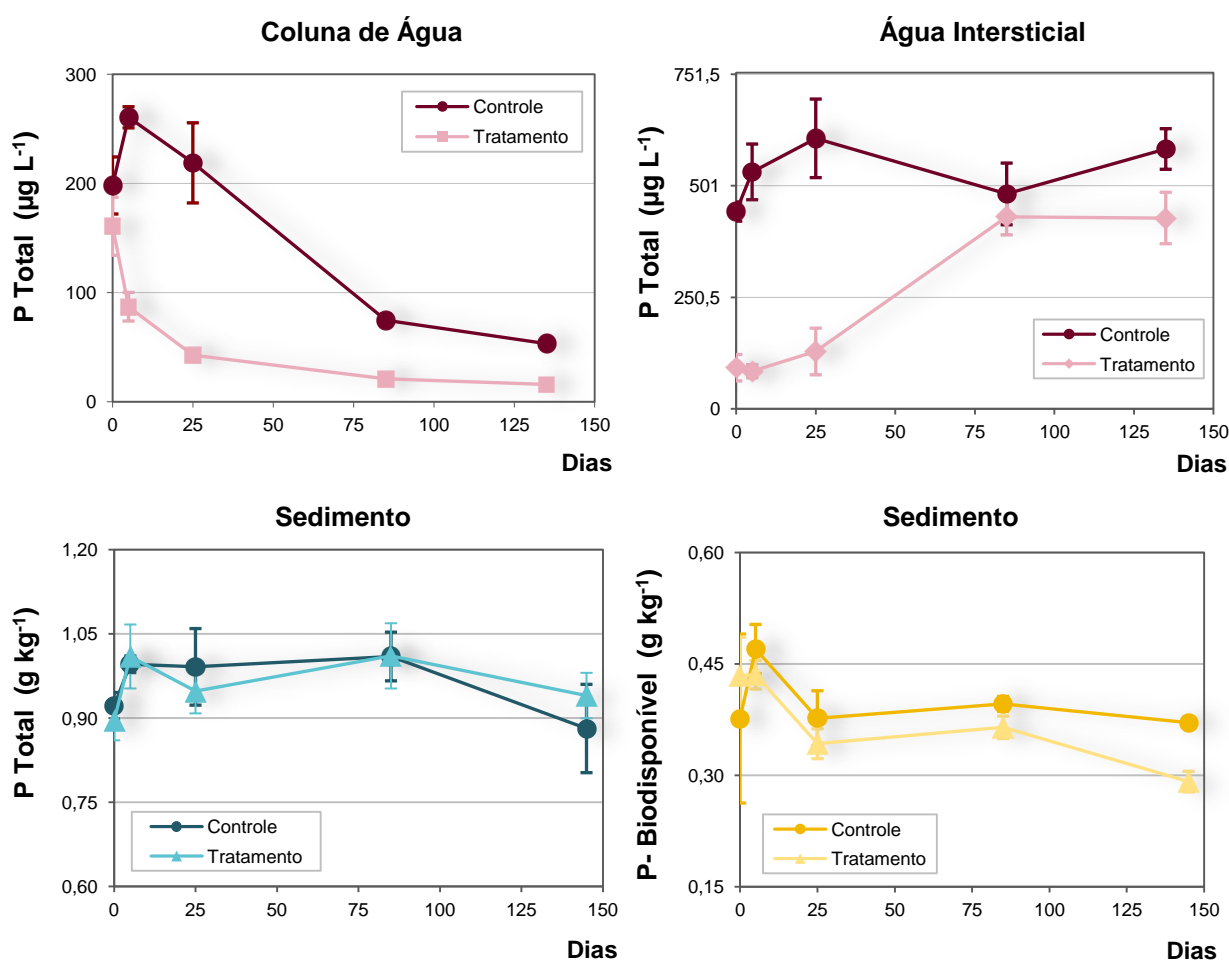 Coluna de Água
P Total (µg L-1)
300
200
100
0
Controle
Tratamento
0 25 50 75 100 125 150
Dias
Água Intersticial
P Total (µg L-1)
751,5
501
250,5
0
Controle
Tratamento
0 25 50 75 100 125 150
Dias
Sedimento
P Total (g kg-1)
1,20
1,05
0,90
0,75
0,60
Controle
Tratamento
0 25 50 75 100 125 150
Dias
Sedimento
P- Biodisponível (g kg-1)
0,60
0,45
0,30
0,15
Controle
Tratamento
0 25 50 75 100 125 150
Dias